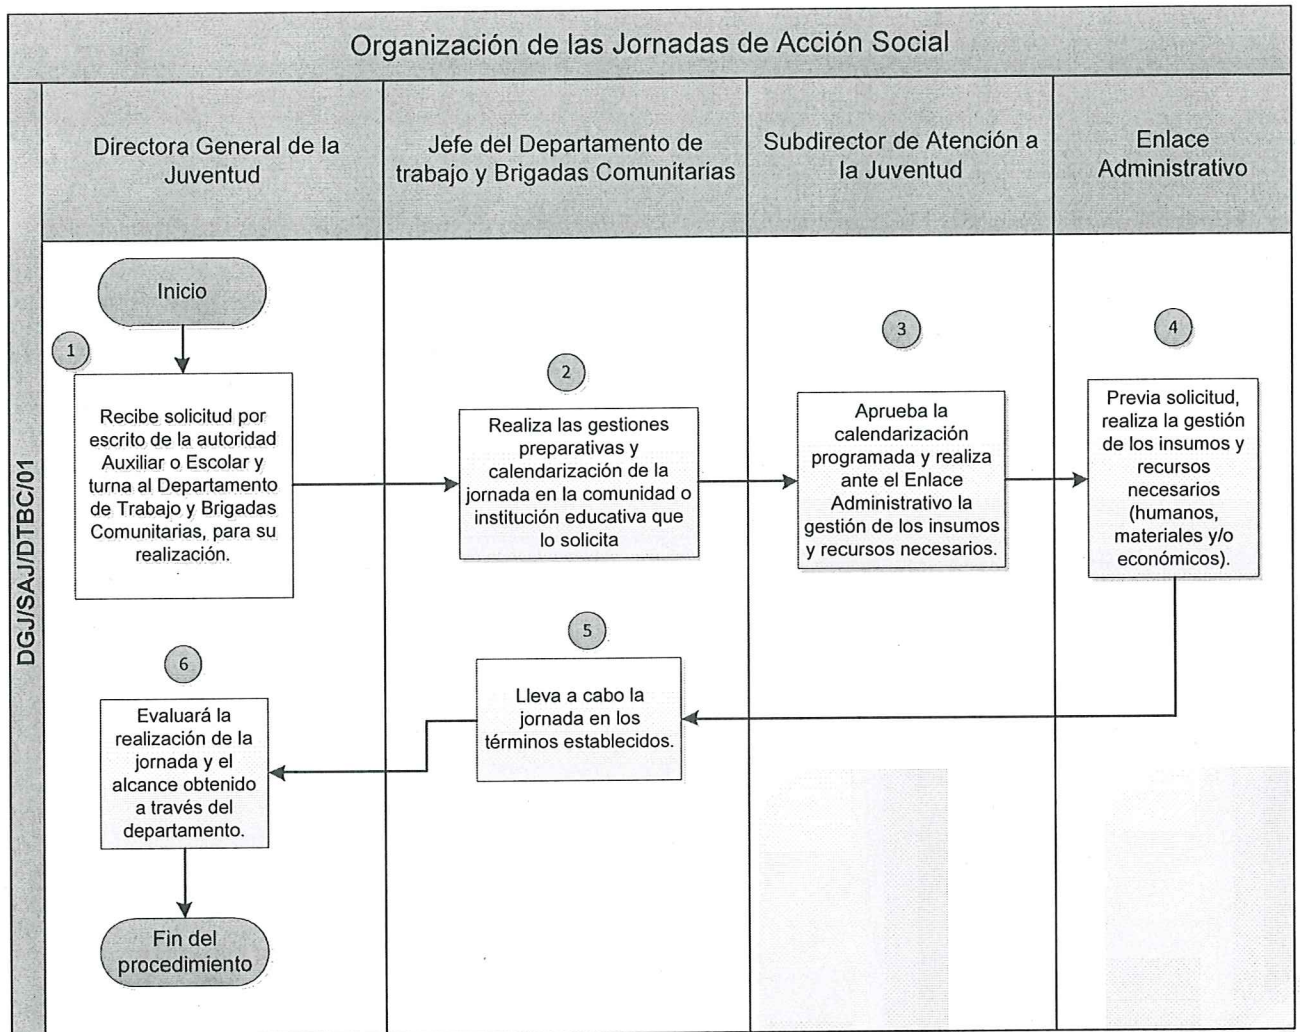 Organización de las Jornadas de Acción Social
DGJ/SAJ/DTBC/01
Directora General de la
Juventud
Jefe del Departamento de
trabajo y Brigadas Comunitarias
Subdirector de Atención a
la Juventud
Enlace
Administrativo
Inicio
1
Recibe solicitud por
escrito de la autoridad
Auxiliar o Escolar y
turna al Departamento
de Trabajo y Brigadas
Comunitarias, para su
realización.
2
Realiza las gestiones
preparativas y
calendarización de la
jornada en la comunidad o
institución educativa que
lo solicita
3
Aprueba la
calendarización
programada y realiza
ante el Enlace
Administrativo la
gestión de los insumos
y recursos necesarios.
4
Previa solicitud,
realiza la gestión
de los insumos y
recursos
necesarios
(humanos,
materiales y/o
económicos).
5
Lleva a cabo la
jornada en los
términos establecidos.
6
Evaluará la
realización de la
jornada y el
alcance obtenido
a través del
departamento.
Fin del
procedimiento